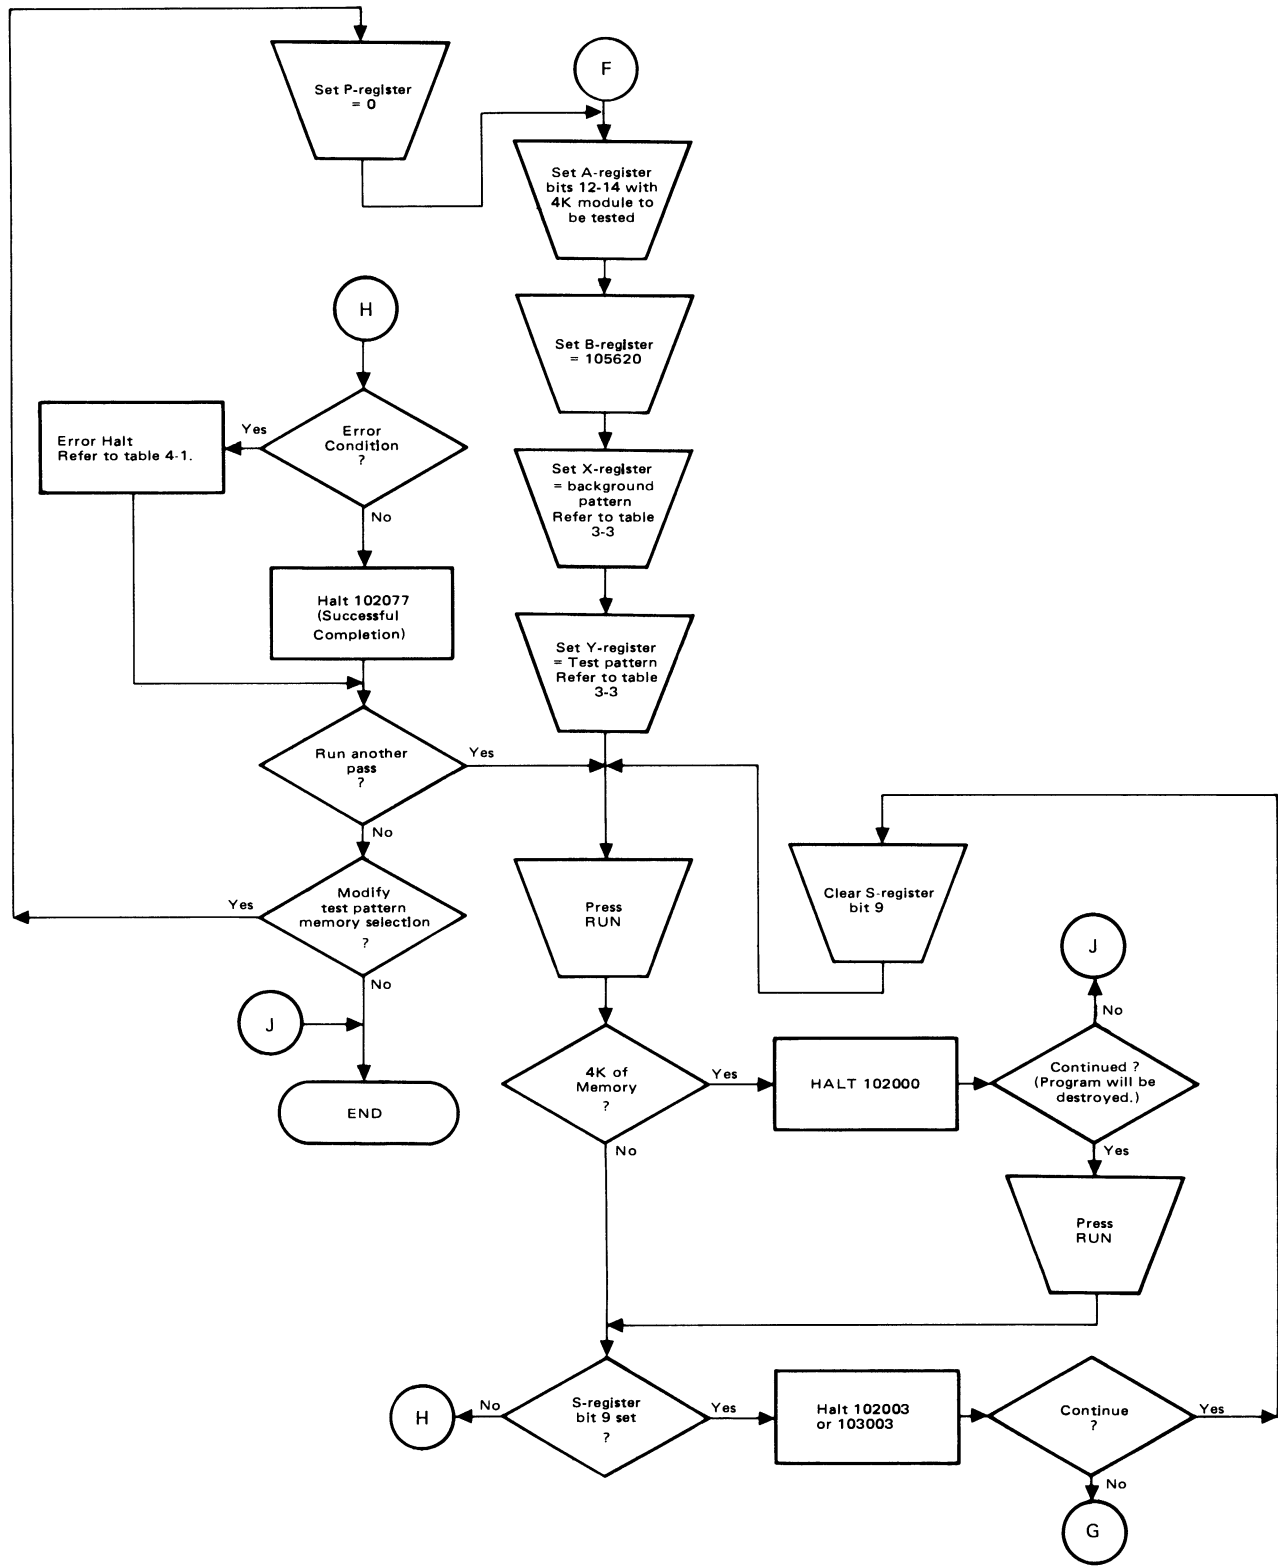 Set P-register
= 0
F
Set A-register
bits 12-14 with
4K module to
be tested
H
Set B-register
= 105620
Error Halt
Refer to table 4-1.
Yes
Error
Condition
?
No
Set X-register
= background
pattern
Refer to table
3-3
Halt 102077
(Successful
Completion)
Set Y-register
= Test pattern
Refer to table
3-3
Run another
pass
?
Yes
No
Modify
test pattern
memory selection
?
Yes
No
J
END
Press
RUN
Clear S-register
bit 9
J
No
4K of
Memory
?
Yes
HALT 102000
Continued ?
(Program will be
destroyed.)
No
Yes
Press
RUN
H
No
S-register
bit 9 set
?
Yes
Halt 102003
or 103003
Continue
?
Yes
No
G